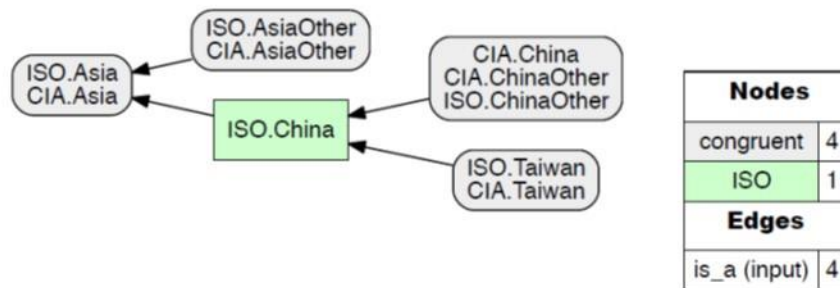 ISO.AsiaOther
CIA.AsiaOther
ISO.Asia
CIA.Asia
CIA.China
CIA.ChinaOther
ISO.ChinaOther
ISO.China
ISO.Taiwan
CIA.Taiwan
Nodes
congruent 4
ISO 1
Edges
is_a (input) 4